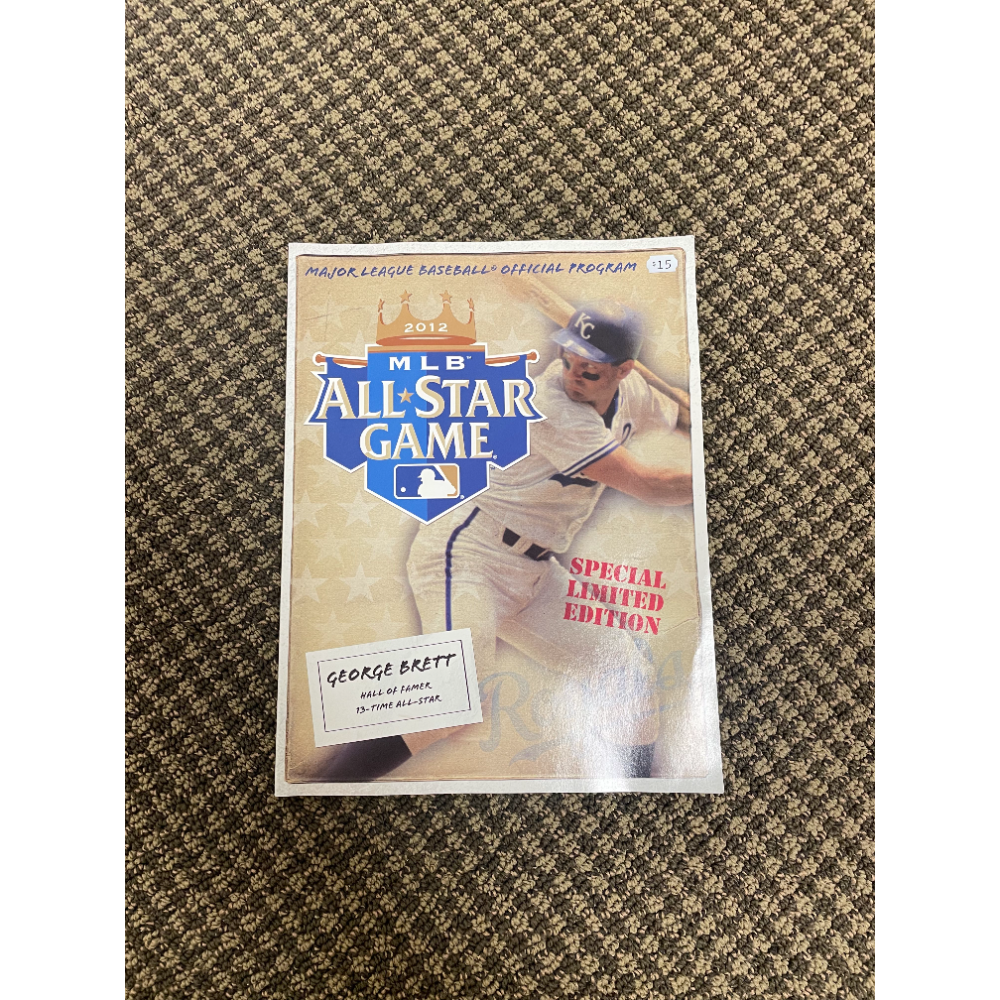 MAJOR LEAGUE BASEBALL® OFFICIAL PROGRAM
$15
KC
2012
MLB™
ALL★STAR
GAME®
SPECIAL
LIMITED
EDITION
GEORGE BRETT
HALL OF FAMER
13-TIME ALL-STAR